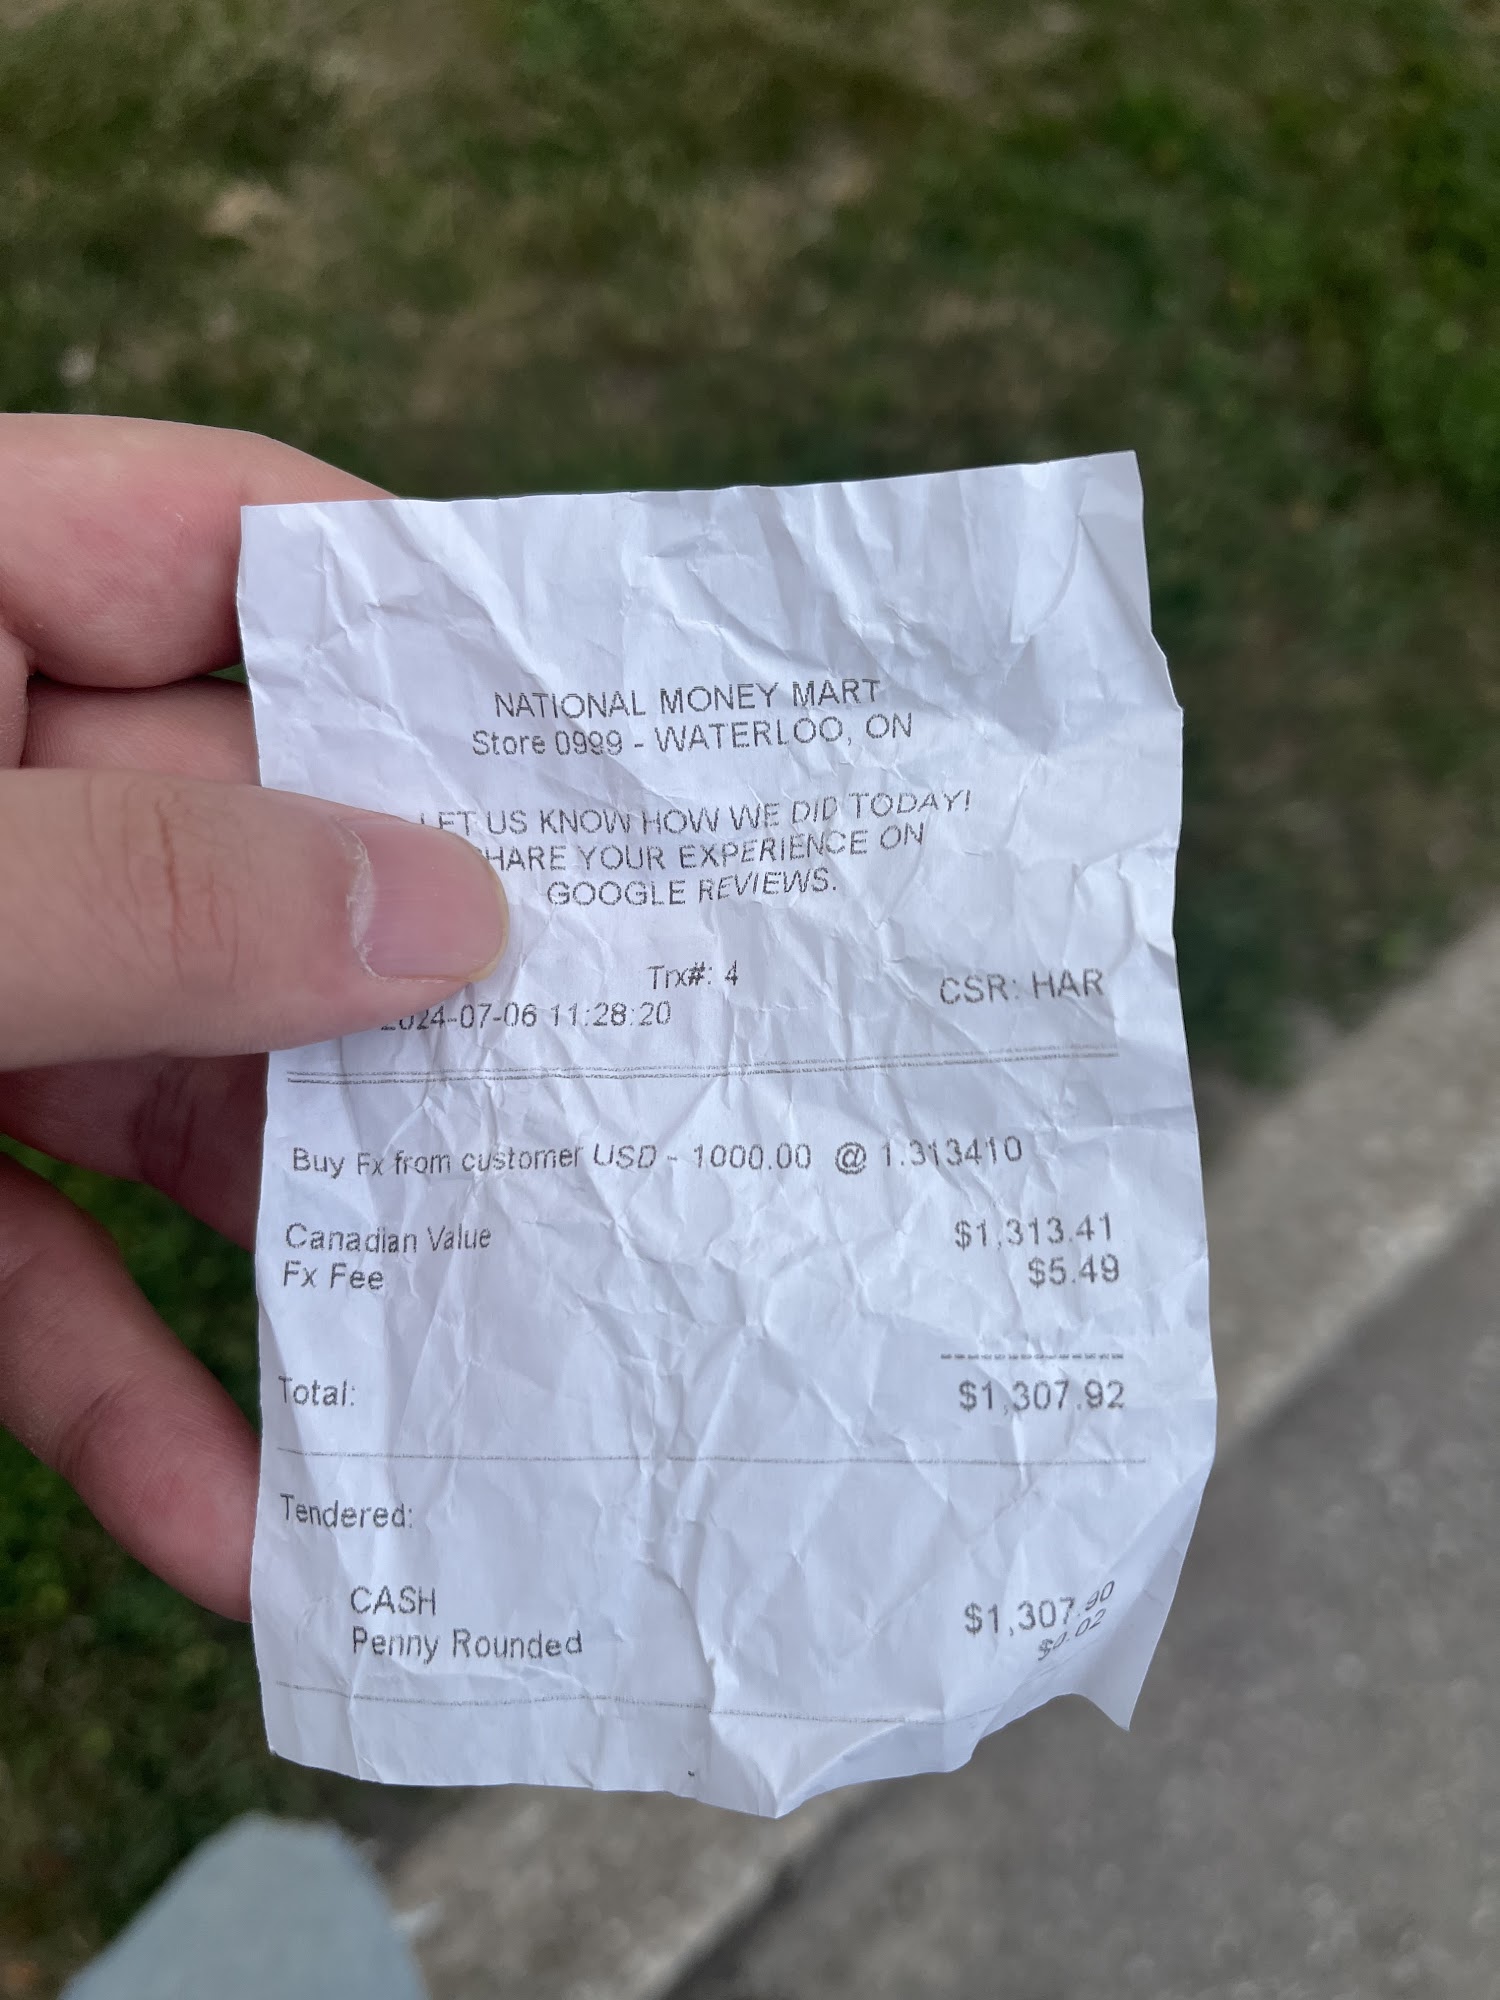 NATIONAL MONEY MART
Store 0999 - WATERLOO, ON
LET US KNOW HOW WE DID TODAY!
HARE YOUR EXPERIENCE ON
GOOGLE REVIEWS.
Trx#: 4
CSR: HAR
2024-07-06 11:28:20
Buy Fx from customer USD - 1000.00 @ 1.313410
Canadian Value $1,313.41
Fx Fee $5.49
Total: $1,307.92
Tendered:
CASH $1,307.90
Penny Rounded $0.02